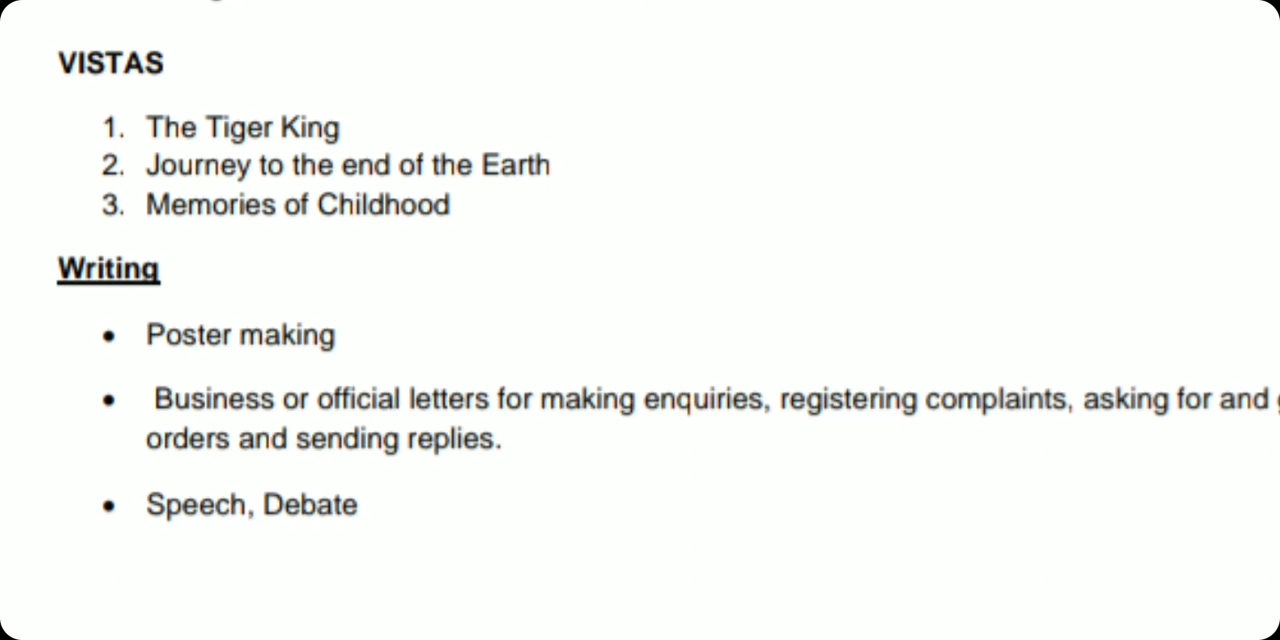 VISTAS
1. The Tiger King
2. Journey to the end of the Earth
3. Memories of Childhood
Writing
• Poster making
• Business or official letters for making enquiries, registering complaints, asking for and
orders and sending replies.
• Speech, Debate